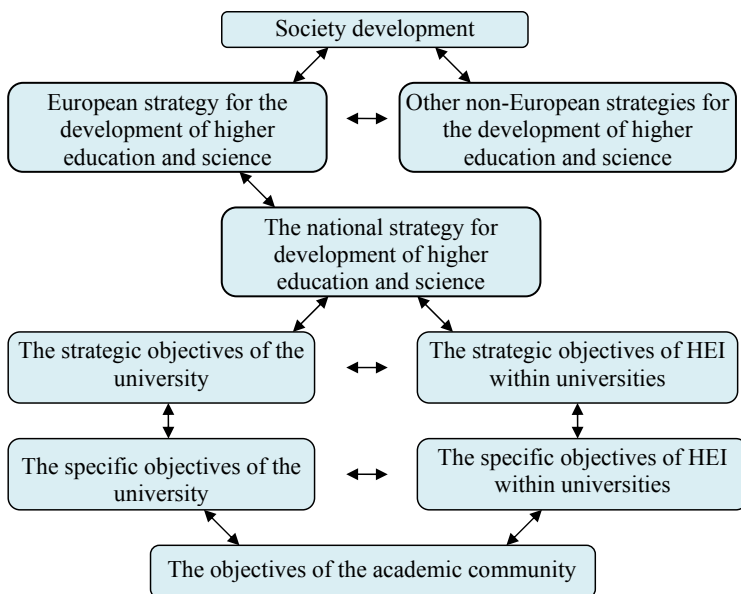 Society development
European strategy for the
development of higher
education and science
Other non-European strategies for
the development of higher
education and science
The national strategy for
development of higher
education and science
The strategic objectives of the
university
The strategic objectives of HEI
within universities
The specific objectives of the
university
The specific objectives of HEI
within universities
The objectives of the academic community